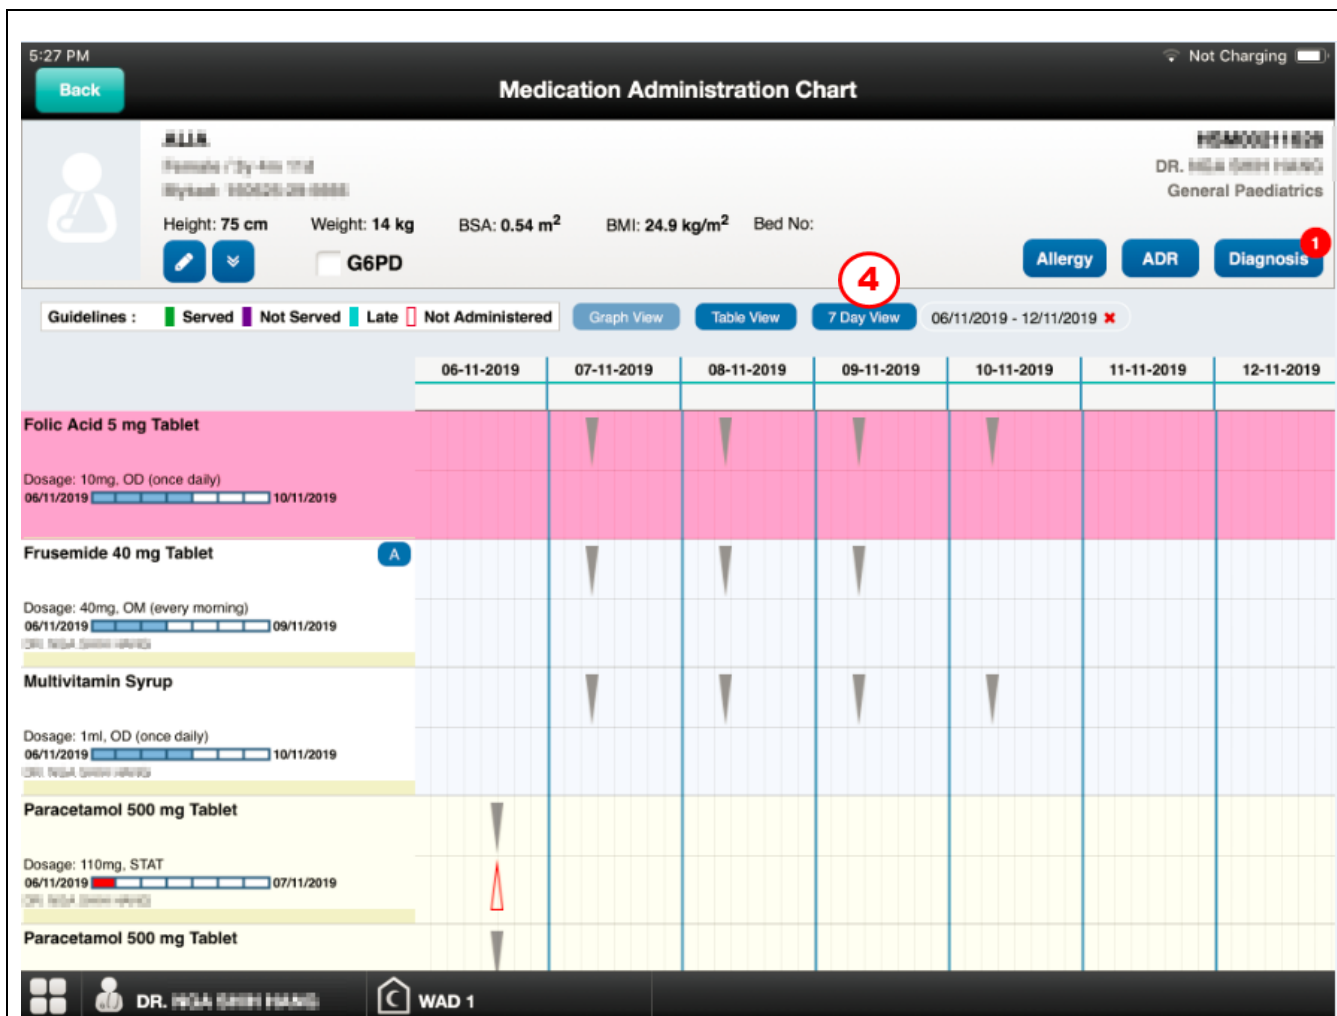 5:27 PM
Not Charging
Back
Medication Administration Chart
DR.
General Paediatrics
Height: 75 cm Weight: 14 kg BSA: 0.54 m² BMI: 24.9 kg/m² Bed No:
G6PD
Allergy ADR Diagnosis 1
4
Guidelines : Served Not Served Late Not Administered Graph View Table View 7 Day View 06/11/2019 - 12/11/2019
06-11-2019 07-11-2019 08-11-2019 09-11-2019 10-11-2019 11-11-2019 12-11-2019
Folic Acid 5 mg Tablet
Dosage: 10mg, OD (once daily)
06/11/2019 10/11/2019
Frusemide 40 mg Tablet A
Dosage: 40mg, OM (every morning)
06/11/2019 09/11/2019
Multivitamin Syrup
Dosage: 1ml, OD (once daily)
06/11/2019 10/11/2019
Paracetamol 500 mg Tablet
Dosage: 110mg, STAT
06/11/2019 07/11/2019
Paracetamol 500 mg Tablet
DR.
WAD 1